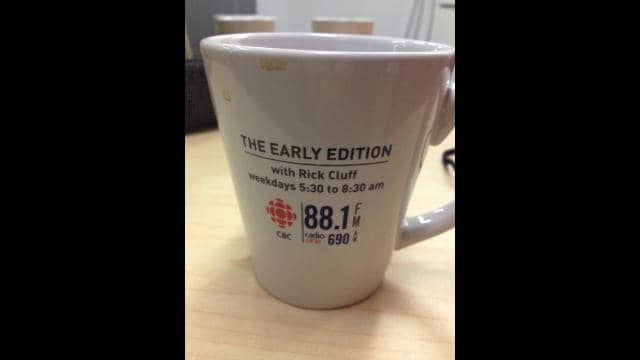 THE EARLY EDITION
with Rick Cluff
weekdays 5:30 to 8:30 am
88.1 FM
CBC radio one 690 AM